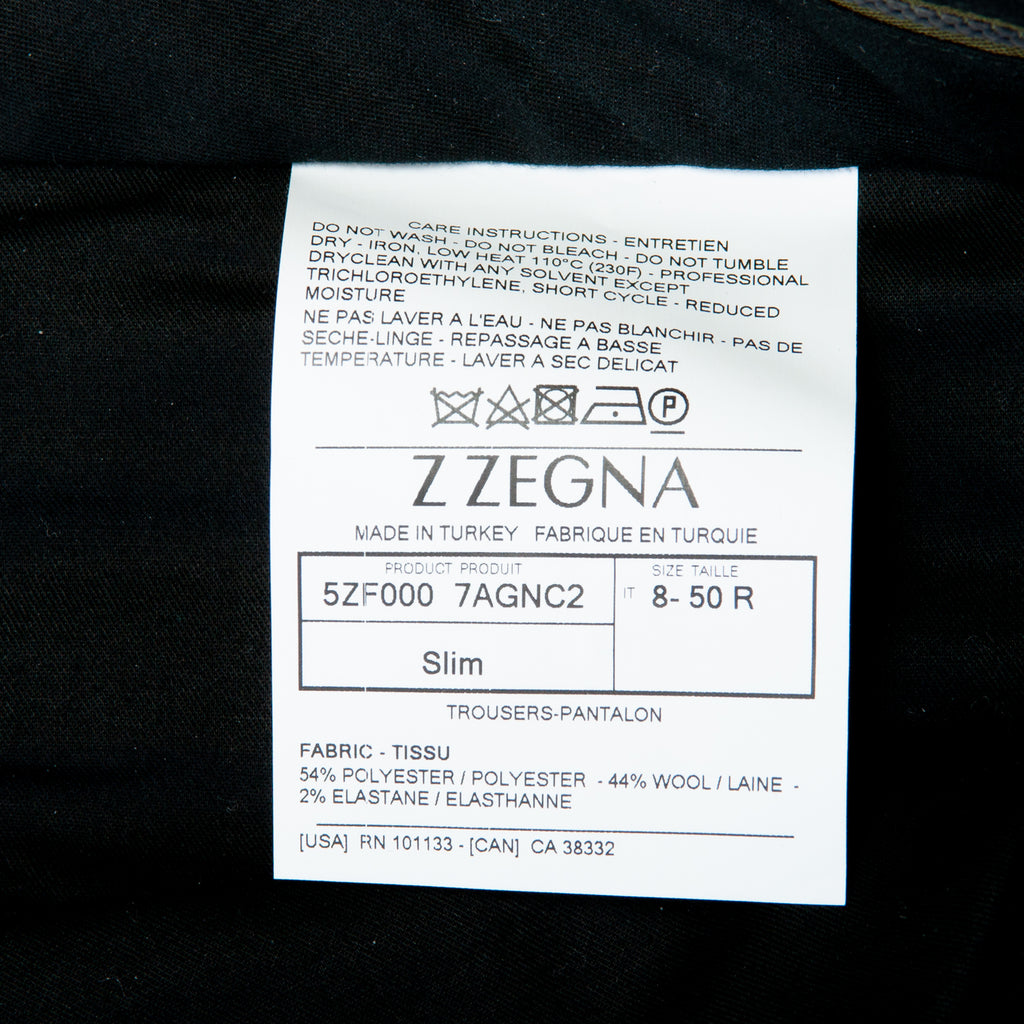 CARE INSTRUCTIONS - ENTRETIEN
DO NOT WASH - DO NOT BLEACH - DO NOT TUMBLE
DRY - IRON, LOW HEAT 110°C (230F) - PROFESSIONAL
DRYCLEAN WITH ANY SOLVENT EXCEPT
TRICHLOROETHYLENE, SHORT CYCLE - REDUCED
MOISTURE
NE PAS LAVER A L'EAU - NE PAS BLANCHIR - PAS DE
SECHE-LINGE - REPASSAGE A BASSE
TEMPERATURE - LAVER A SEC DELICAT
P
Z ZEGNA
MADE IN TURKEY FABRIQUE EN TURQUIE
PRODUCT PRODUIT
5ZF000 7AGNC2
SIZE TAILLE
IT 8- 50 R
Slim
TROUSERS-PANTALON
FABRIC - TISSU
54% POLYESTER / POLYESTER - 44% WOOL / LAINE -
2% ELASTANE / ELASTHANNE
[USA] RN 101133 - [CAN] CA 38332